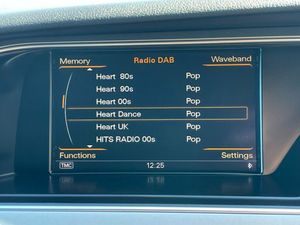 Memory Radio DAB Waveband
Heart 80s Pop
Heart 90s Pop
Heart 00s Pop
Heart Dance Pop
Heart UK Pop
HITS RADIO 00s Pop
Functions Settings
TMC 12:25